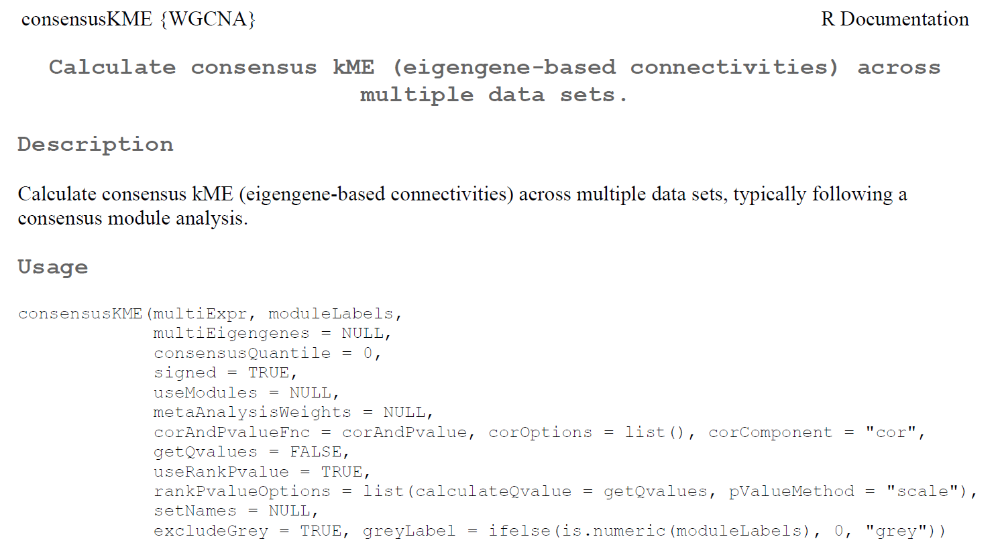 consensusKME {WGCNA}
R Documentation
Calculate consensus kME (eigengene-based connectivities) across
multiple data sets.
Description
Calculate consensus kME (eigengene-based connectivities) across multiple data sets, typically following a
consensus module analysis.
Usage
consensusKME(multiExpr, moduleLabels,
             multiEigengenes = NULL,
             consensusQuantile = 0,
             signed = TRUE,
             useModules = NULL,
             metaAnalysisWeights = NULL,
             corAndPvalueFnc = corAndPvalue, corOptions = list(), corComponent = "cor",
             getQvalues = FALSE,
             useRankPvalue = TRUE,
             rankPvalueOptions = list(calculateQvalue = getQvalues, pValueMethod = "scale"),
             setNames = NULL,
             excludeGrey = TRUE, greyLabel = ifelse(is.numeric(moduleLabels), 0, "grey"))